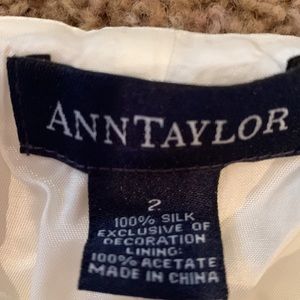 ANNTAYLOR
2
100% SILK
EXCLUSIVE OF
DECORATION
LINING:
100% ACETATE
MADE IN CHINA